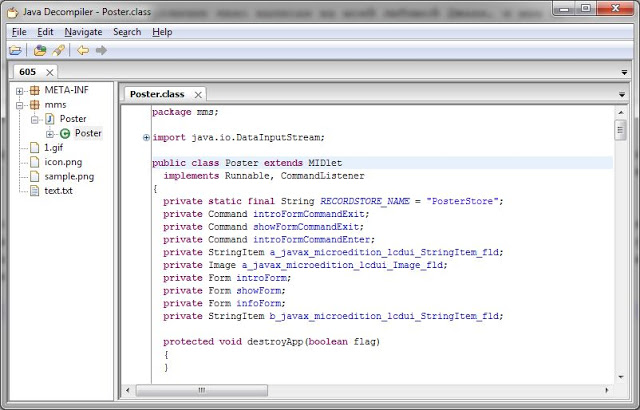 Java Decompiler - Poster.class
File Edit Navigate Search Help
605
META-INF
mms
Poster
Poster
1.gif
icon.png
sample.png
text.txt
Poster.class
package mms;
import java.io.DataInputStream;
public class Poster extends MIDlet
implements Runnable, CommandListener
{
private static final String RECORDSTORE_NAME = "PosterStore";
private Command introFormCommandExit;
private Command showFormCommandExit;
private Command introFormCommandEnter;
private StringItem a_javax_microedition_lcdui_StringItem_fld;
private Image a_javax_microedition_lcdui_Image_fld;
private Form introForm;
private Form showForm;
private Form infoForm;
private StringItem b_javax_microedition_lcdui_StringItem_fld;
protected void destroyApp(boolean flag)
{
}